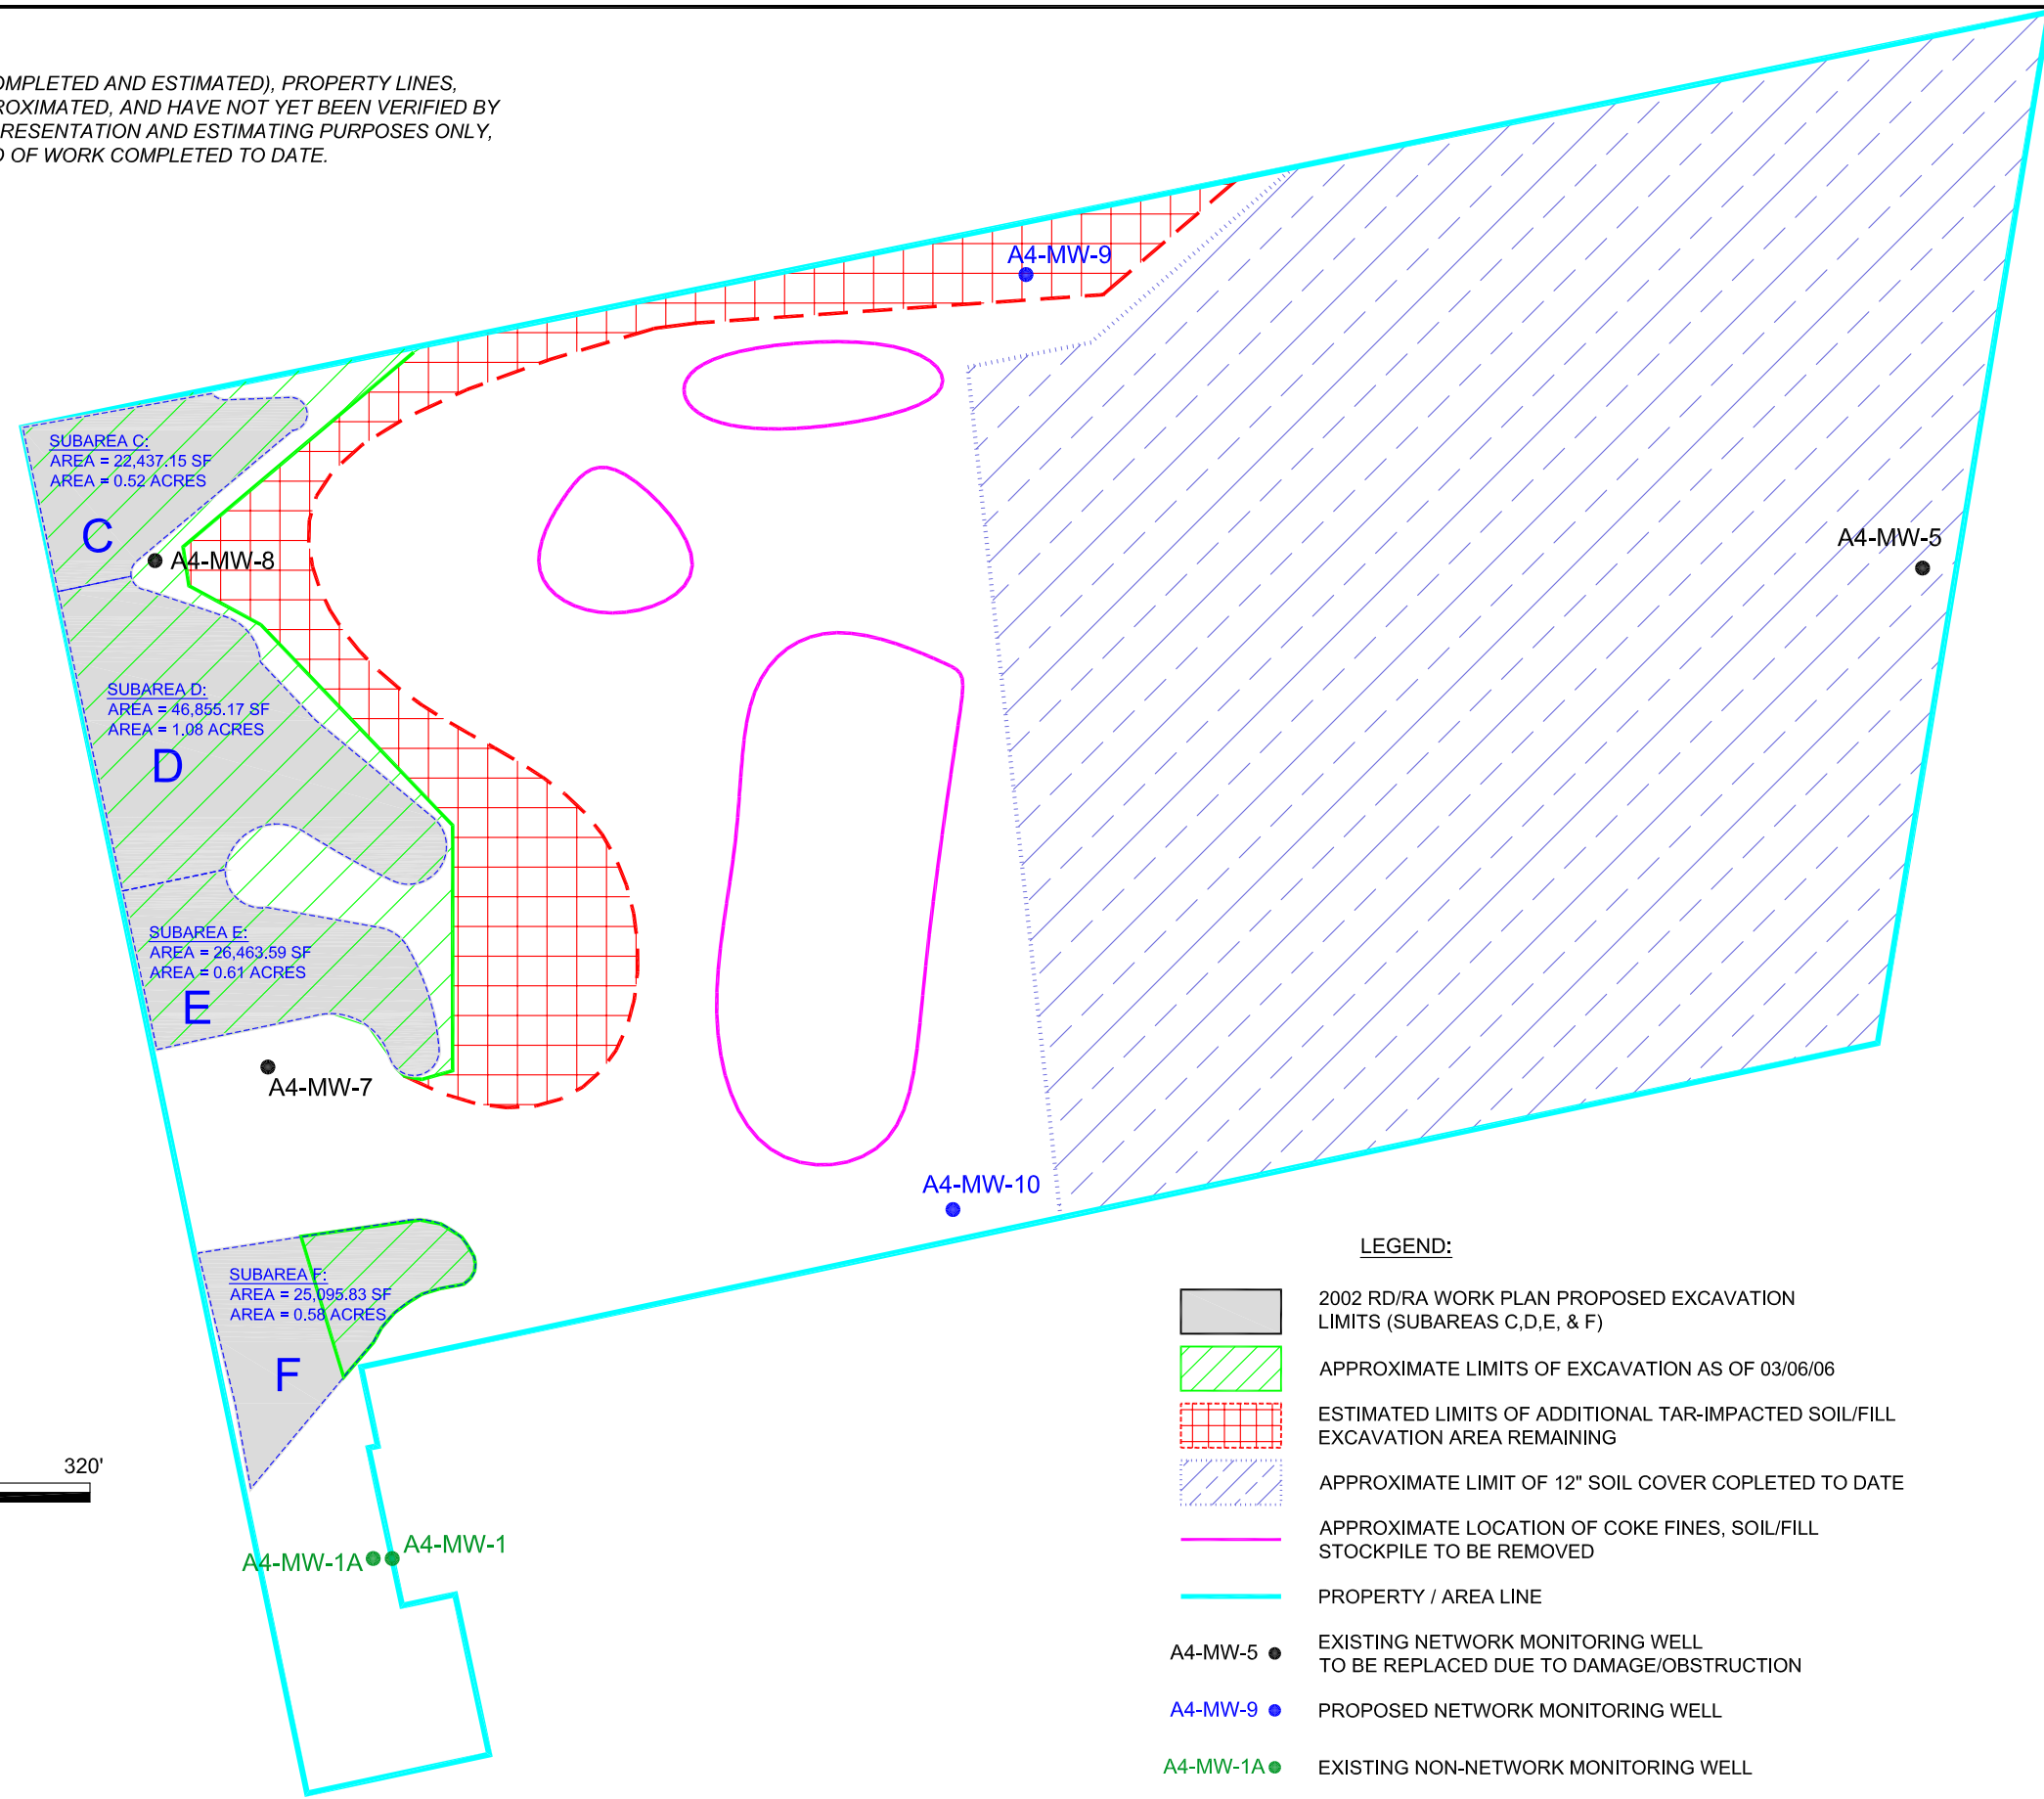 OMPLETED AND ESTIMATED), PROPERTY LINES,
ROXIMATED, AND HAVE NOT YET BEEN VERIFIED BY
PRESENTATION AND ESTIMATING PURPOSES ONLY,
D OF WORK COMPLETED TO DATE.
A4-MW-9
SUBAREA C:
AREA = 22,437.15 SF
AREA = 0.52 ACRES
C
A4-MW-8
A4-MW-5
SUBAREA D:
AREA = 46,855.17 SF
AREA = 1.08 ACRES
D
SUBAREA E:
AREA = 26,463.59 SF
AREA = 0.61 ACRES
E
A4-MW-7
A4-MW-10
SUBAREA F:
AREA = 25,095.83 SF
AREA = 0.58 ACRES
F
320'
A4-MW-1
A4-MW-1A
LEGEND:
2002 RD/RA WORK PLAN PROPOSED EXCAVATION
LIMITS (SUBAREAS C,D,E, & F)
APPROXIMATE LIMITS OF EXCAVATION AS OF 03/06/06
ESTIMATED LIMITS OF ADDITIONAL TAR-IMPACTED SOIL/FILL
EXCAVATION AREA REMAINING
APPROXIMATE LIMIT OF 12" SOIL COVER COPLETED TO DATE
APPROXIMATE LOCATION OF COKE FINES, SOIL/FILL
STOCKPILE TO BE REMOVED
PROPERTY / AREA LINE
A4-MW-5 EXISTING NETWORK MONITORING WELL
TO BE REPLACED DUE TO DAMAGE/OBSTRUCTION
A4-MW-9 PROPOSED NETWORK MONITORING WELL
A4-MW-1A EXISTING NON-NETWORK MONITORING WELL